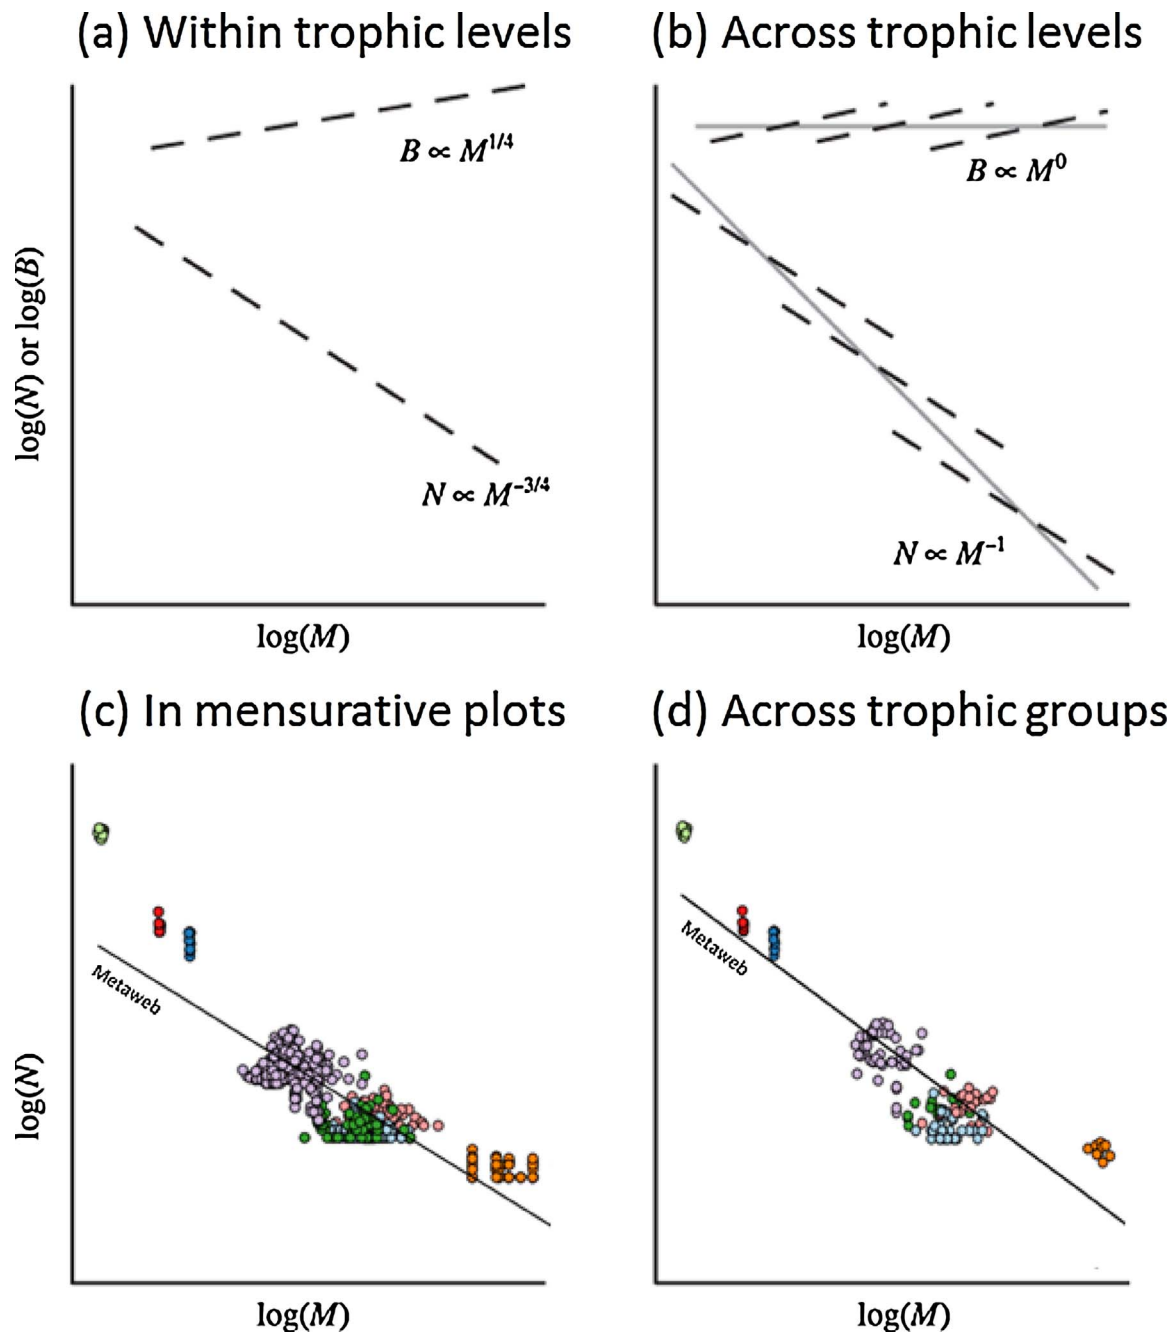 (a) Within trophic levels
(b) Across trophic levels
log(N) or log(B)
B ∝ M^1/4
N ∝ M^−3/4
log(M)
B ∝ M^0
N ∝ M^−1
log(M)
(c) In mensurative plots
(d) Across trophic groups
log(N)
Metaweb
log(M)
Metaweb
log(M)